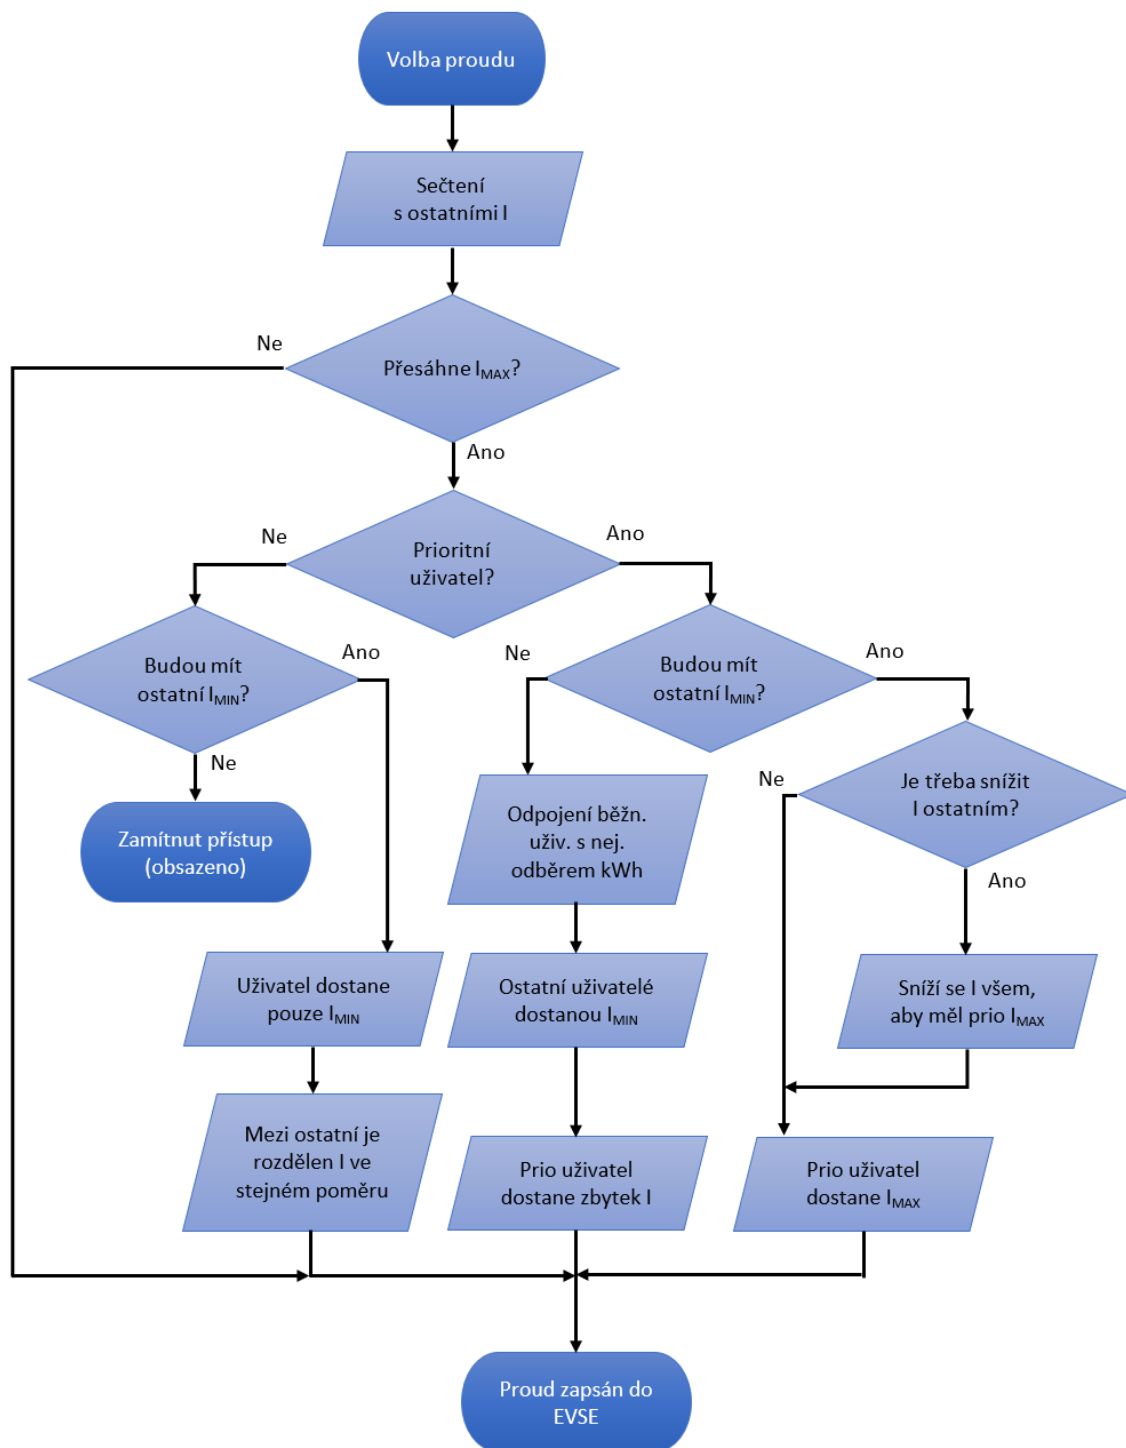 Volba proudu
Sečtení
s ostatními I
Ne
Přesáhne IMAX?
Ano
Ne
Prioritní
uživatel?
Ano
Budou mít
ostatní IMIN?
Ano
Ne
Ne
Budou mít
ostatní IMIN?
Ano
Zamítnut přístup
(obsazeno)
Odpojení běžn.
uživ. s nej.
odběrem kWh
Ne
Je třeba snížit
I ostatním?
Ano
Uživatel dostane
pouze IMIN
Ostatní uživatelé
dostanou IMIN
Sníží se I všem,
aby měl prio IMAX
Mezi ostatní je
rozdělen I ve
stejném poměru
Prio uživatel
dostane zbytek I
Prio uživatel
dostane IMAX
Proud zapsán do
EVSE